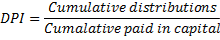 DPI = Cumulative distributions
Cumalative paid in capital